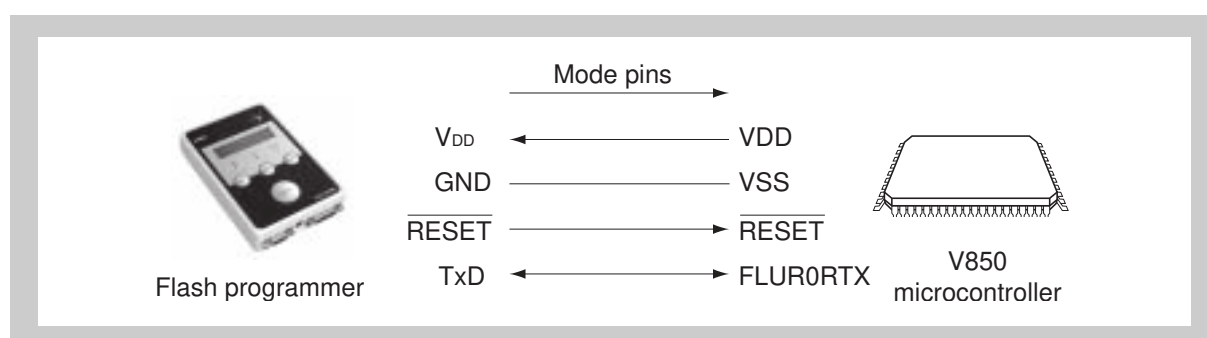 Mode pins
VDD VDD
GND VSS
RESET RESET
TxD FLUR0RTX
Flash programmer
V850
microcontroller